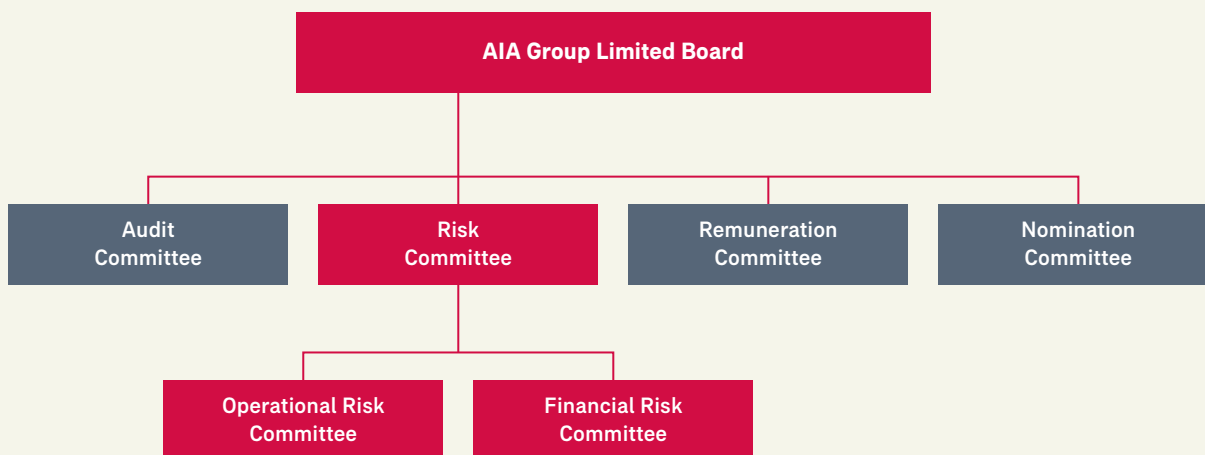 AIA Group Limited Board
Audit
Committee
Risk
Committee
Remuneration
Committee
Nomination
Committee
Operational Risk
Committee
Financial Risk
Committee